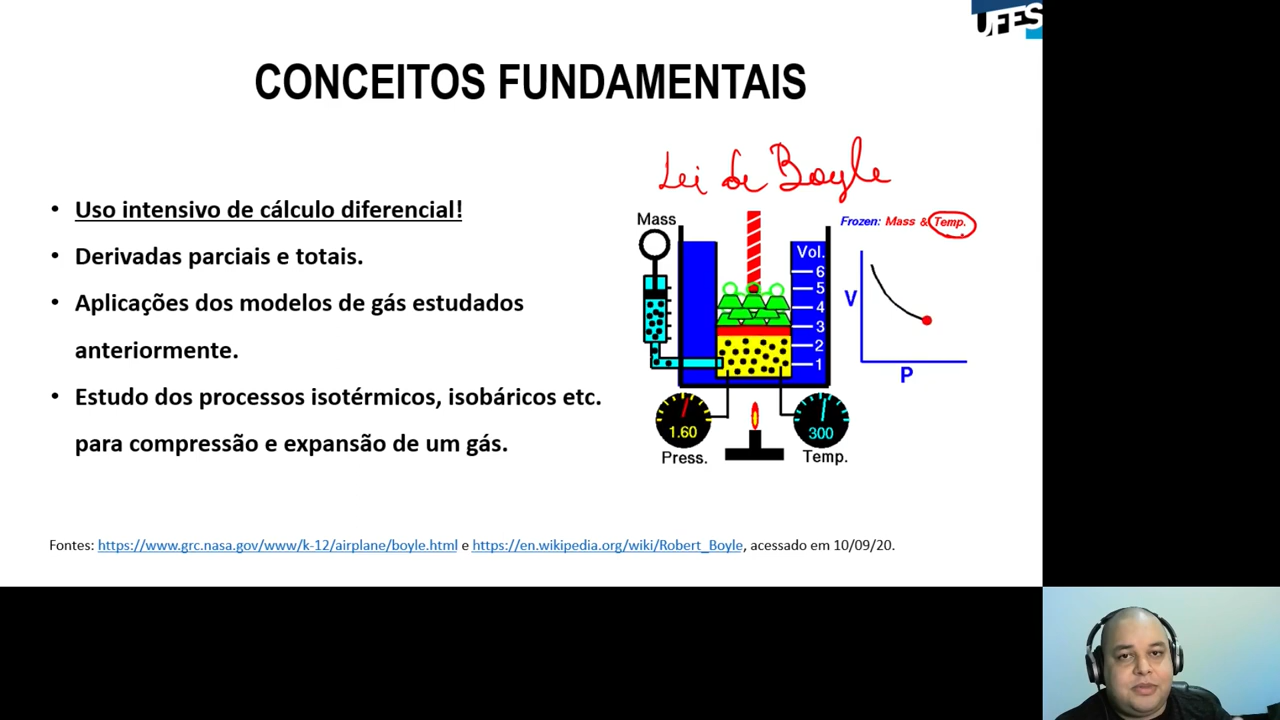 UFES
CONCEITOS FUNDAMENTAIS
Lei de Boyle
• Uso intensivo de cálculo diferencial!
• Derivadas parciais e totais.
• Aplicações dos modelos de gás estudados
anteriormente.
• Estudo dos processos isotérmicos, isobáricos etc.
para compressão e expansão de um gás.
Mass
Frozen: Mass & Temp.
Vol.
6
5
4
3
2
1
V
P
1.60
300
Press.
Temp.
Fontes: https://www.grc.nasa.gov/www/k-12/airplane/boyle.html e https://en.wikipedia.org/wiki/Robert_Boyle, acessado em 10/09/20.